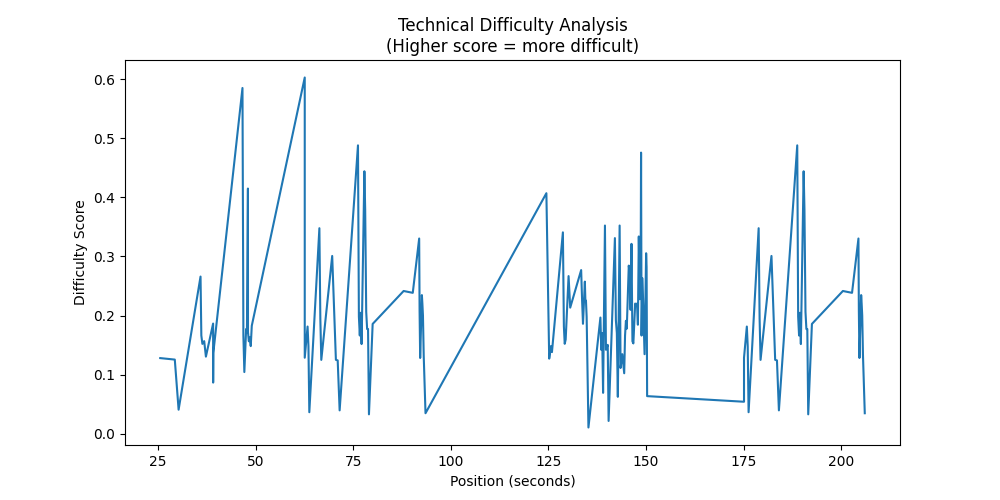 Technical Difficulty Analysis
(Higher score = more difficult)
Difficulty Score
0.6
0.5
0.4
0.3
0.2
0.1
0.0
25 50 75 100 125 150 175 200
Position (seconds)